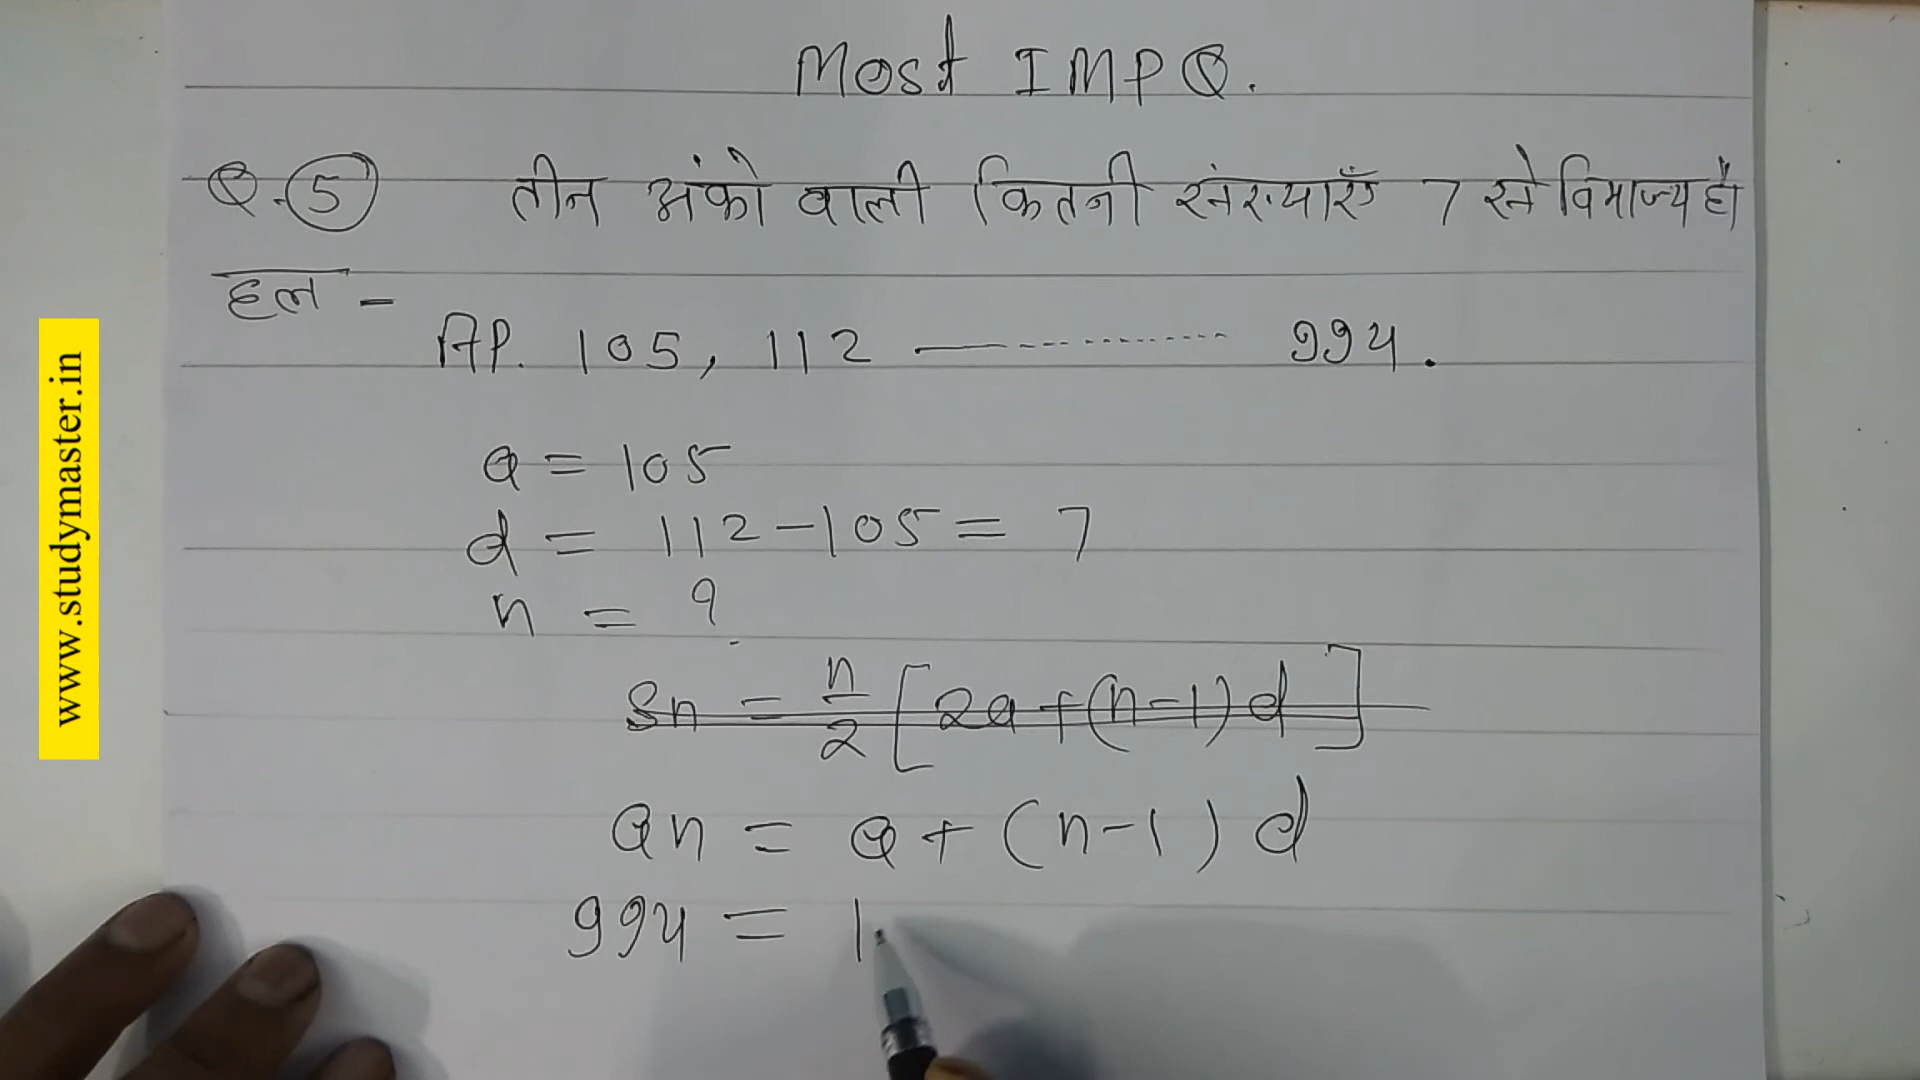 Most IMP Q.
Q.5 तीन अंको वाली कितनी संख्याएँ 7 से विभाज्य है
हल -
AP. 105, 112 —---------- 994.
a = 105
d = 112-105 = 7
n = ?
Sn = n/2 [2a+(n-1)d]
an = a+(n-1)d
994 = 1
www.studymaster.in